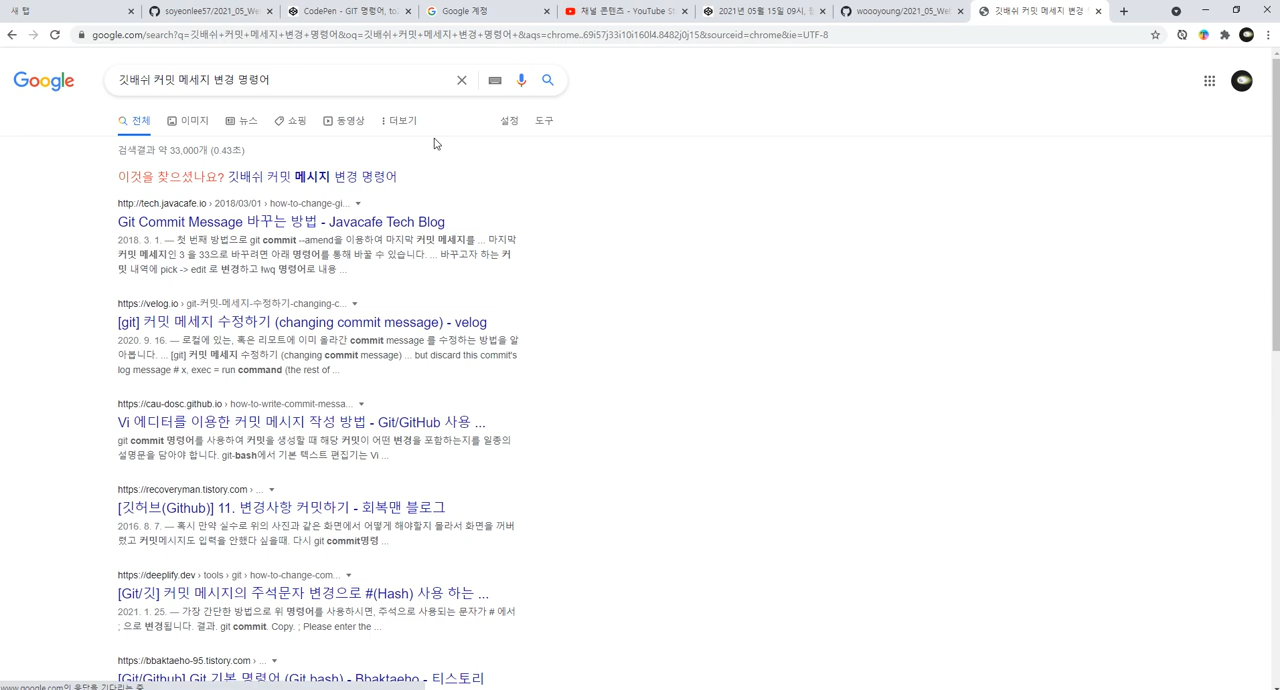 새 탭
soyeonlee57/2021_05_We
CodePen - GIT 명령어, to
Google 계정
채널 콘텐츠 - YouTube S
2021년 05월 15일 09시,
woooyoung/2021_05_We
깃배쉬 커밋 메세지 변경
google.com/search?q=깃배쉬+커밋+메세지+변경+명령어&oq=깃배쉬+커밋+메세지+변경+명령어+&aqs=chrome..69i57j33i10i160l4.8482j0j15&sourceid=chrome&ie=UTF-8
Google
깃배쉬 커밋 메세지 변경 명령어
전체 이미지 뉴스 쇼핑 동영상 더보기 설정 도구
검색결과 약 33,000개 (0.43초)
이것을 찾으셨나요? 깃배쉬 커밋 메시지 변경 명령어
http://tech.javacafe.io › 2018/03/01 › how-to-change-gi...
Git Commit Message 바꾸는 방법 - Javacafe Tech Blog
2018. 3. 1. — 첫 번째 방법으로 git commit --amend을 이용하여 마지막 커밋 메세지를 ... 마지막
커밋 메세지인 3 을 33으로 바꾸려면 아래 명령어를 통해 바꿀 수 있습니다. ... 바꾸고자 하는 커
밋 내역에 pick -> edit 로 변경하고 !wq 명령어로 내용 ...
https://velog.io › git-커밋-메세지-수정하기-changing-c...
[git] 커밋 메세지 수정하기 (changing commit message) - velog
2020. 9. 16. — 로컬에 있는, 혹은 리모트에 이미 올라간 commit message 를 수정하는 방법을 알
아봅니다. ... [git] 커밋 메세지 수정하기 (changing commit message) ... but discard this commit's
log message # x, exec = run command (the rest of ...
https://cau-dosc.github.io › how-to-write-commit-messa...
Vi 에디터를 이용한 커밋 메시지 작성 방법 - Git/GitHub 사용 ...
git commit 명령어를 사용하여 커밋을 생성할 때 해당 커밋이 어떤 변경을 포함하는지를 일종의
설명문을 담아야 합니다. git-bash에서 기본 텍스트 편집기는 Vi ...
https://recoveryman.tistory.com › ...
[깃허브(Github)] 11. 변경사항 커밋하기 - 회복맨 블로그
2016. 8. 7. — 혹시 만약 실수로 위의 사진과 같은 화면에서 어떻게 해야할지 몰라서 화면을 꺼버
렸고 커밋메시지도 입력을 안했다 싶을때. 다시 git commit명령 ...
https://deeplify.dev › tools › git › how-to-change-com...
[Git/깃] 커밋 메시지의 주석문자 변경으로 #(Hash) 사용 하는 ...
2021. 1. 25. — 가장 간단한 방법으로 위 명령어를 사용하시면, 주석으로 사용되는 문자가 # 에서
; 으로 변경됩니다. 결과. git commit. Copy. ; Please enter the ...
https://bbaktaeho-95.tistory.com › ...
[Git/Github] Git 기본 명령어 (Git bash) - Bbaktaeho - 티스토리
www.google.com의 응답을 기다리는 중